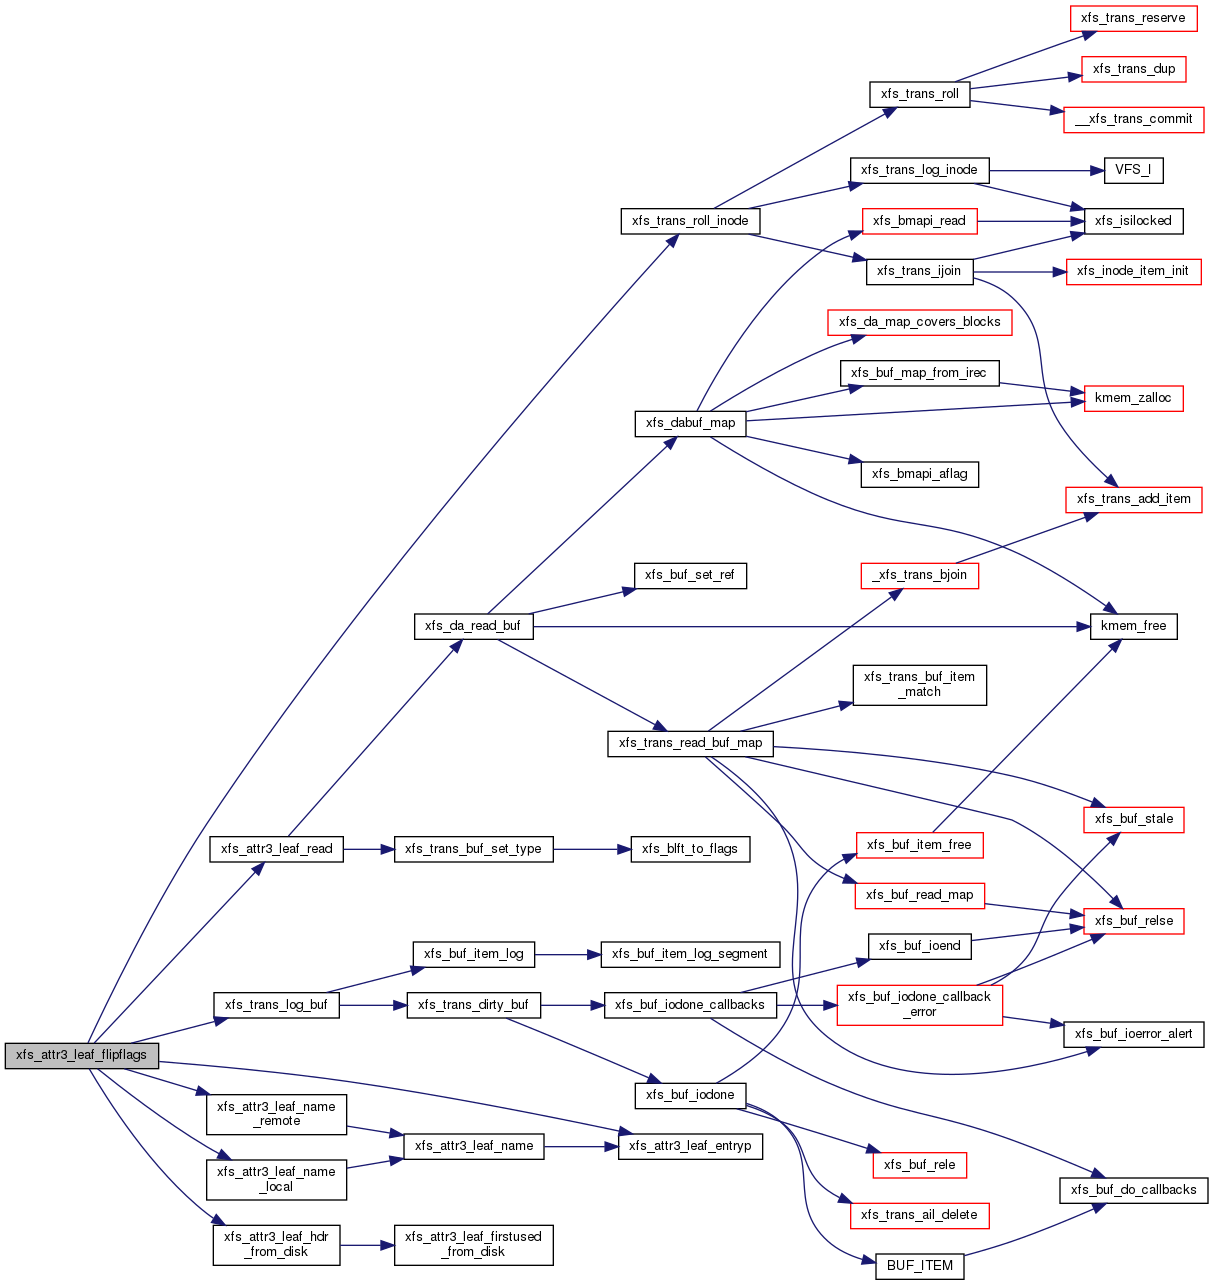 xfs_trans_reserve
xfs_trans_dup
xfs_trans_roll
__xfs_trans_commit
xfs_trans_log_inode
VFS_I
xfs_trans_roll_inode
xfs_bmapi_read
xfs_isilocked
xfs_trans_ijoin
xfs_inode_item_init
xfs_da_map_covers_blocks
xfs_buf_map_from_irec
kmem_zalloc
xfs_dabuf_map
xfs_bmapi_aflag
xfs_trans_add_item
xfs_buf_set_ref
_xfs_trans_bjoin
xfs_da_read_buf
kmem_free
xfs_trans_buf_item
_match
xfs_trans_read_buf_map
xfs_buf_stale
xfs_attr3_leaf_read
xfs_trans_buf_set_type
xfs_blft_to_flags
xfs_buf_item_free
xfs_buf_read_map
xfs_buf_relse
xfs_buf_item_log
xfs_buf_item_log_segment
xfs_buf_ioend
xfs_trans_log_buf
xfs_trans_dirty_buf
xfs_buf_iodone_callbacks
xfs_buf_iodone_callback
_error
xfs_buf_ioerror_alert
xfs_attr3_leaf_flipflags
xfs_buf_iodone
xfs_attr3_leaf_name
_remote
xfs_attr3_leaf_name
xfs_attr3_leaf_entryp
xfs_buf_rele
xfs_attr3_leaf_name
_local
xfs_buf_do_callbacks
xfs_trans_ail_delete
xfs_attr3_leaf_hdr
_from_disk
xfs_attr3_leaf_firstused
_from_disk
BUF_ITEM